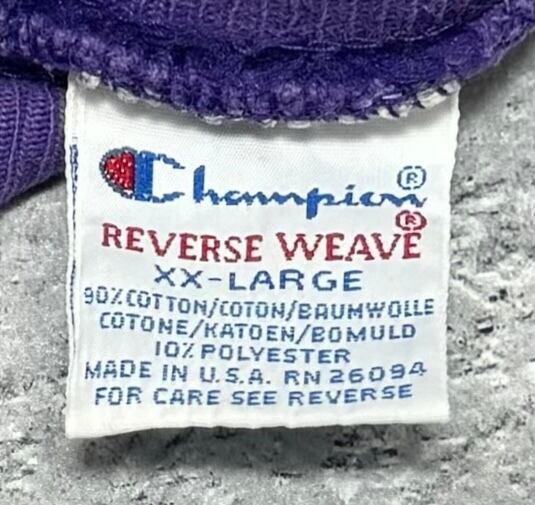 Champion®
REVERSE WEAVE®
XX-LARGE
90% COTTON/COTON/BAUMWOLLE
COTONE/KATOEN/BOMULD
10% POLYESTER
MADE IN U.S.A. RN 26094
FOR CARE SEE REVERSE